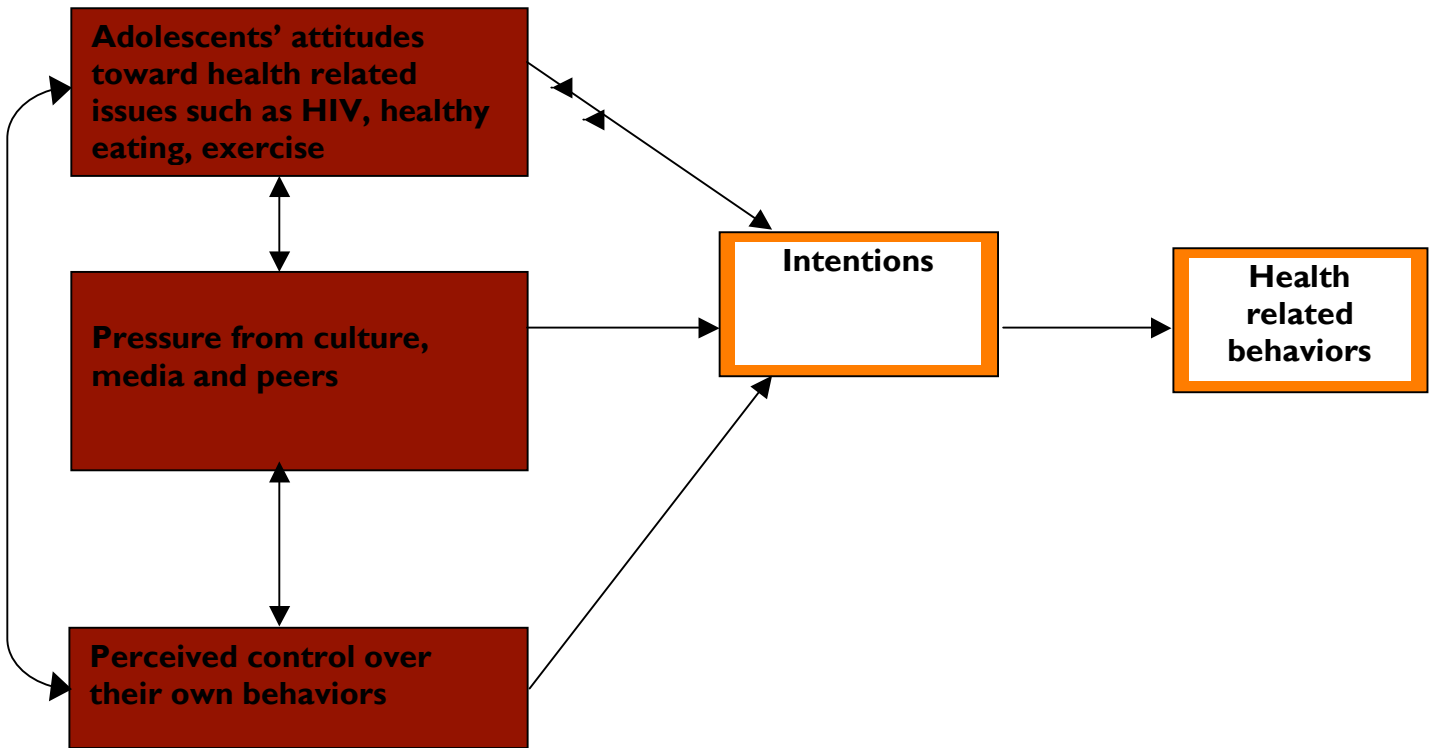 Adolescents’ attitudes
toward health related
issues such as HIV, healthy
eating, exercise
Pressure from culture,
media and peers
Perceived control over
their own behaviors
Intentions
Health
related
behaviors